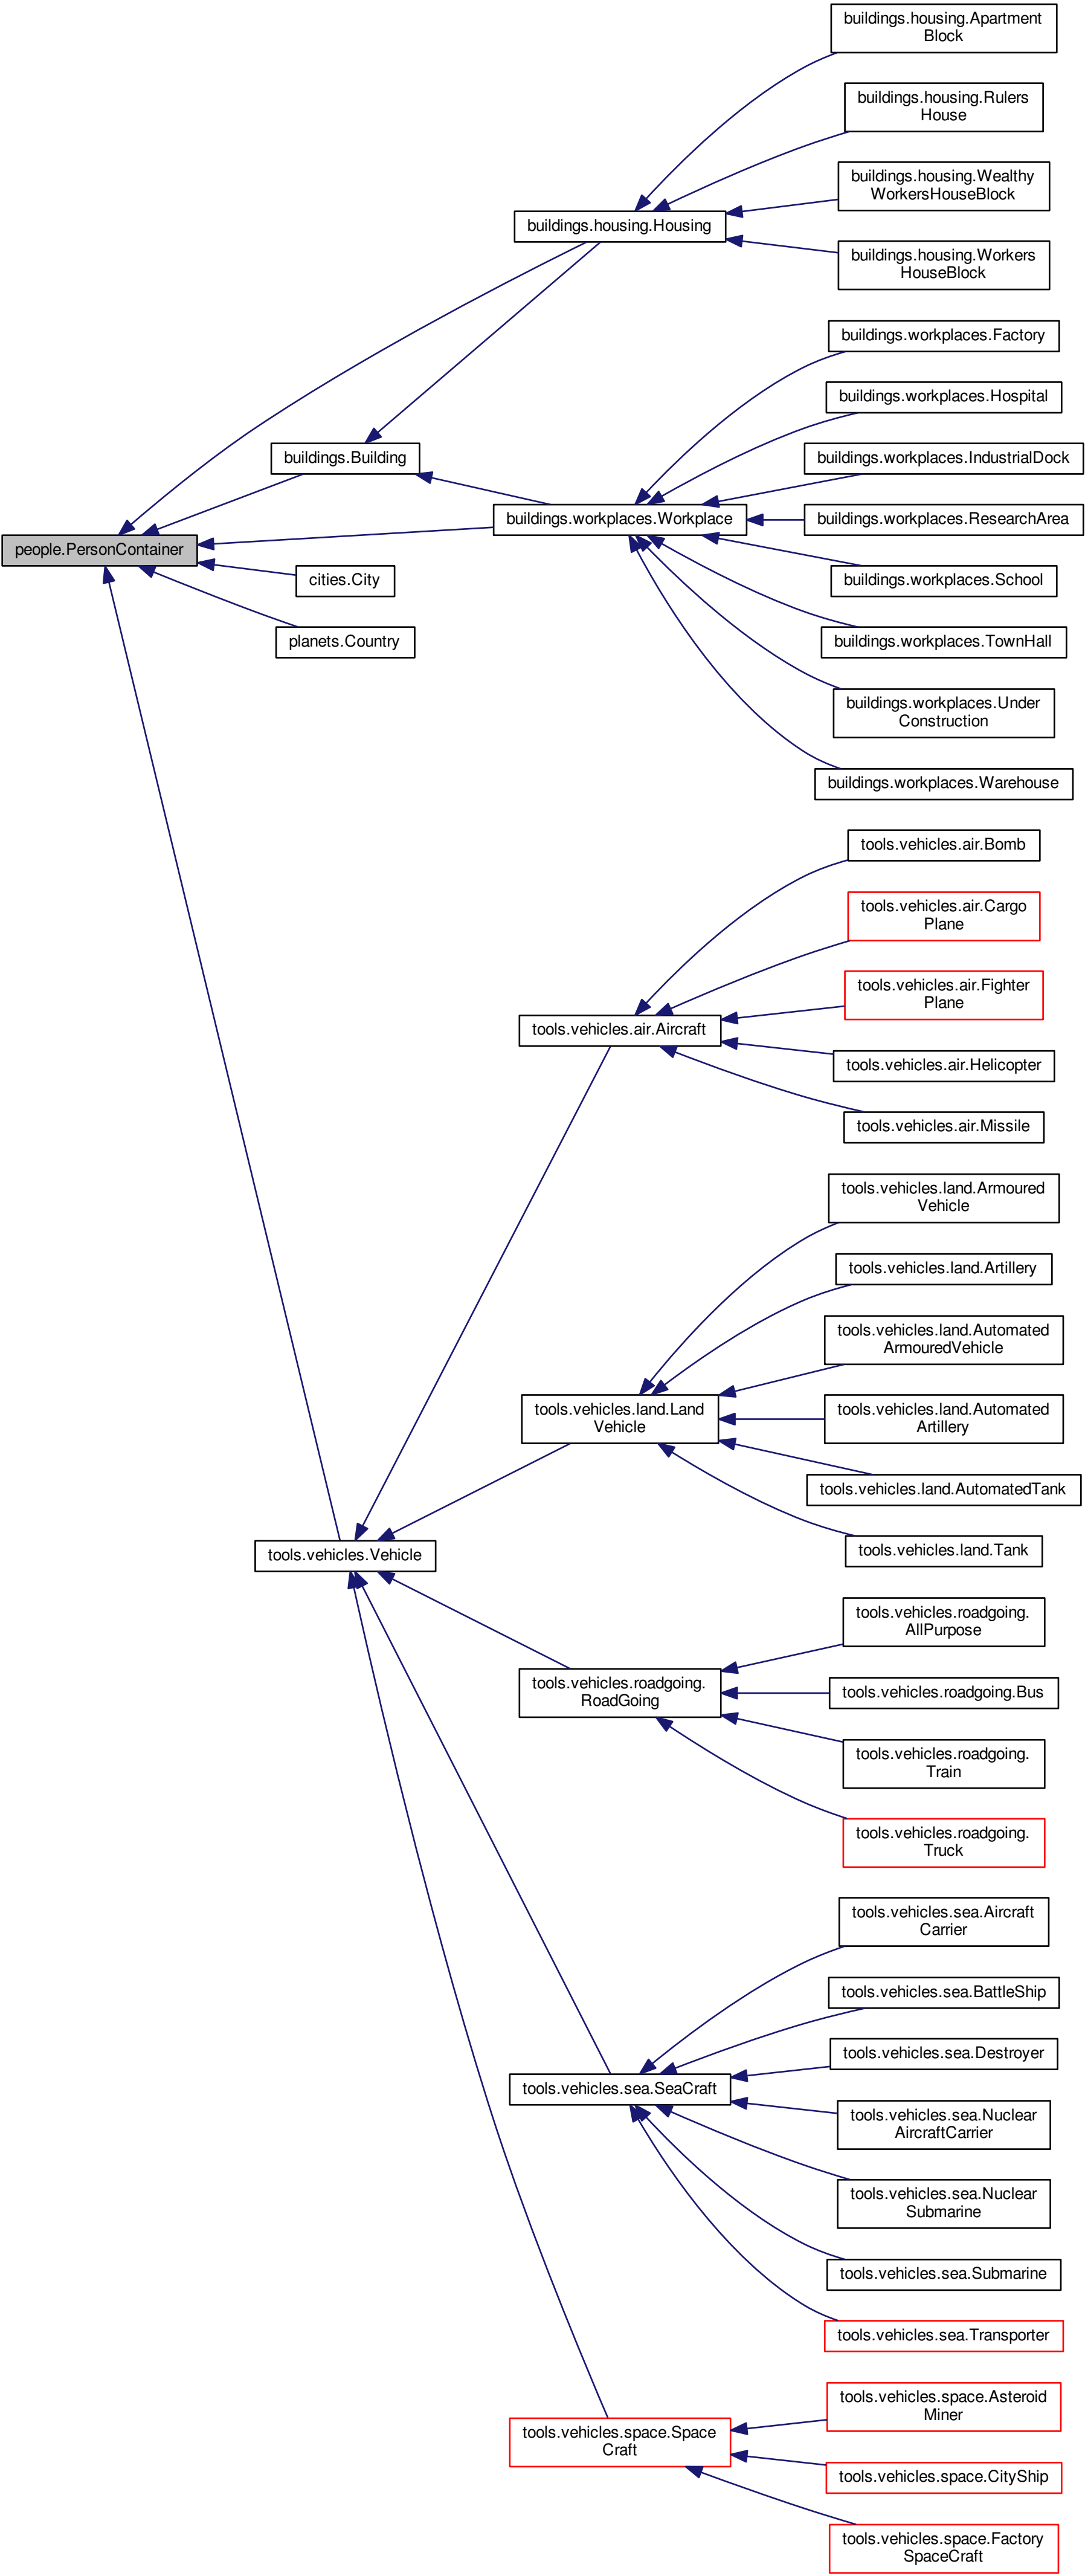 buildings.housing.Apartment
Block
buildings.housing.Rulers
House
buildings.housing.Wealthy
WorkersHouseBlock
buildings.housing.Housing
buildings.housing.Workers
HouseBlock
buildings.workplaces.Factory
buildings.workplaces.Hospital
buildings.Building
buildings.workplaces.IndustrialDock
buildings.workplaces.Workplace
buildings.workplaces.ResearchArea
people.PersonContainer
cities.City
buildings.workplaces.School
planets.Country
buildings.workplaces.TownHall
buildings.workplaces.Under
Construction
buildings.workplaces.Warehouse
tools.vehicles.air.Bomb
tools.vehicles.air.Cargo
Plane
tools.vehicles.air.Fighter
Plane
tools.vehicles.air.Aircraft
tools.vehicles.air.Helicopter
tools.vehicles.air.Missile
tools.vehicles.land.Armoured
Vehicle
tools.vehicles.land.Artillery
tools.vehicles.land.Automated
ArmouredVehicle
tools.vehicles.land.Land
Vehicle
tools.vehicles.land.Automated
Artillery
tools.vehicles.land.AutomatedTank
tools.vehicles.Vehicle
tools.vehicles.land.Tank
tools.vehicles.roadgoing.
AllPurpose
tools.vehicles.roadgoing.
RoadGoing
tools.vehicles.roadgoing.Bus
tools.vehicles.roadgoing.
Train
tools.vehicles.roadgoing.
Truck
tools.vehicles.sea.Aircraft
Carrier
tools.vehicles.sea.BattleShip
tools.vehicles.sea.Destroyer
tools.vehicles.sea.SeaCraft
tools.vehicles.sea.Nuclear
AircraftCarrier
tools.vehicles.sea.Nuclear
Submarine
tools.vehicles.sea.Submarine
tools.vehicles.sea.Transporter
tools.vehicles.space.Asteroid
Miner
tools.vehicles.space.Space
Craft
tools.vehicles.space.CityShip
tools.vehicles.space.Factory
SpaceCraft